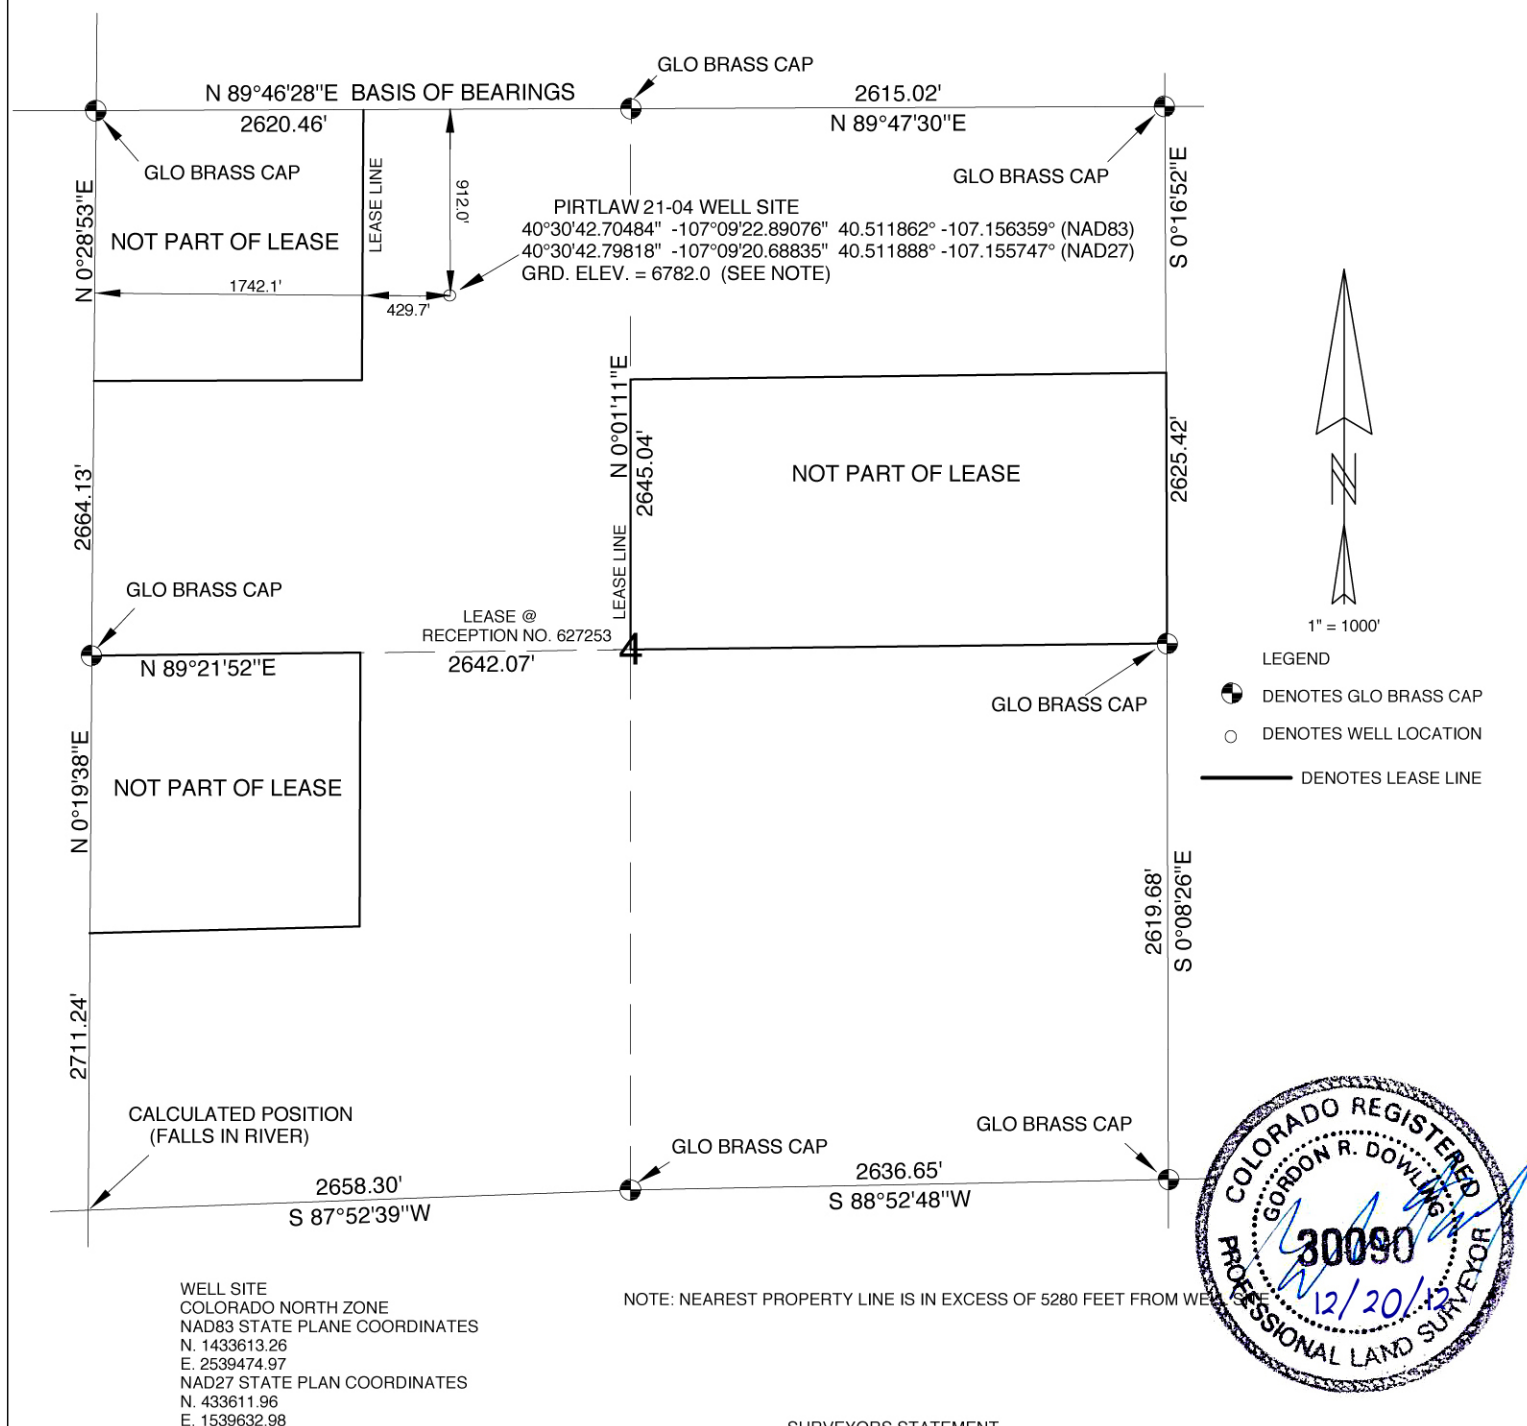 GLO BRASS CAP
N 89°46'28"E BASIS OF BEARINGS
2620.46'
2615.02'
N 89°47'30"E
GLO BRASS CAP
GLO BRASS CAP
N 0°28'53"E
LEASE LINE
912.0'
S 0°16'52"E
NOT PART OF LEASE
PIRTLAW 21-04 WELL SITE
40°30'42.70484" -107°09'22.89076" 40.511862° -107.156359° (NAD83)
40°30'42.79818" -107°09'20.68835" 40.511888° -107.155747° (NAD27)
GRD. ELEV. = 6782.0 (SEE NOTE)
1742.1'
429.7'
N 0°01'11"E
2645.04'
NOT PART OF LEASE
2625.42'
2664.13'
LEASE LINE
GLO BRASS CAP
LEASE @
RECEPTION NO. 627253
4
N 89°21'52"E
2642.07'
GLO BRASS CAP
N
1" = 1000'
LEGEND
DENOTES GLO BRASS CAP
DENOTES WELL LOCATION
DENOTES LEASE LINE
N 0°19'38"E
NOT PART OF LEASE
2619.68'
S 0°08'26"E
2711.24'
CALCULATED POSITION
(FALLS IN RIVER)
GLO BRASS CAP
GLO BRASS CAP
2658.30'
S 87°52'39"W
2636.65'
S 88°52'48"W
COLORADO REGISTERED
GORDON R. DOWLING
30090
12/20/12
PROFESSIONAL LAND SURVEYOR
WELL SITE
COLORADO NORTH ZONE
NAD83 STATE PLANE COORDINATES
N. 1433613.26
E. 2539474.97
NAD27 STATE PLAN COORDINATES
N. 433611.96
E. 1539632.98
NOTE: NEAREST PROPERTY LINE IS IN EXCESS OF 5280 FEET FROM WELL SITE
SURVEYORS STATEMENT